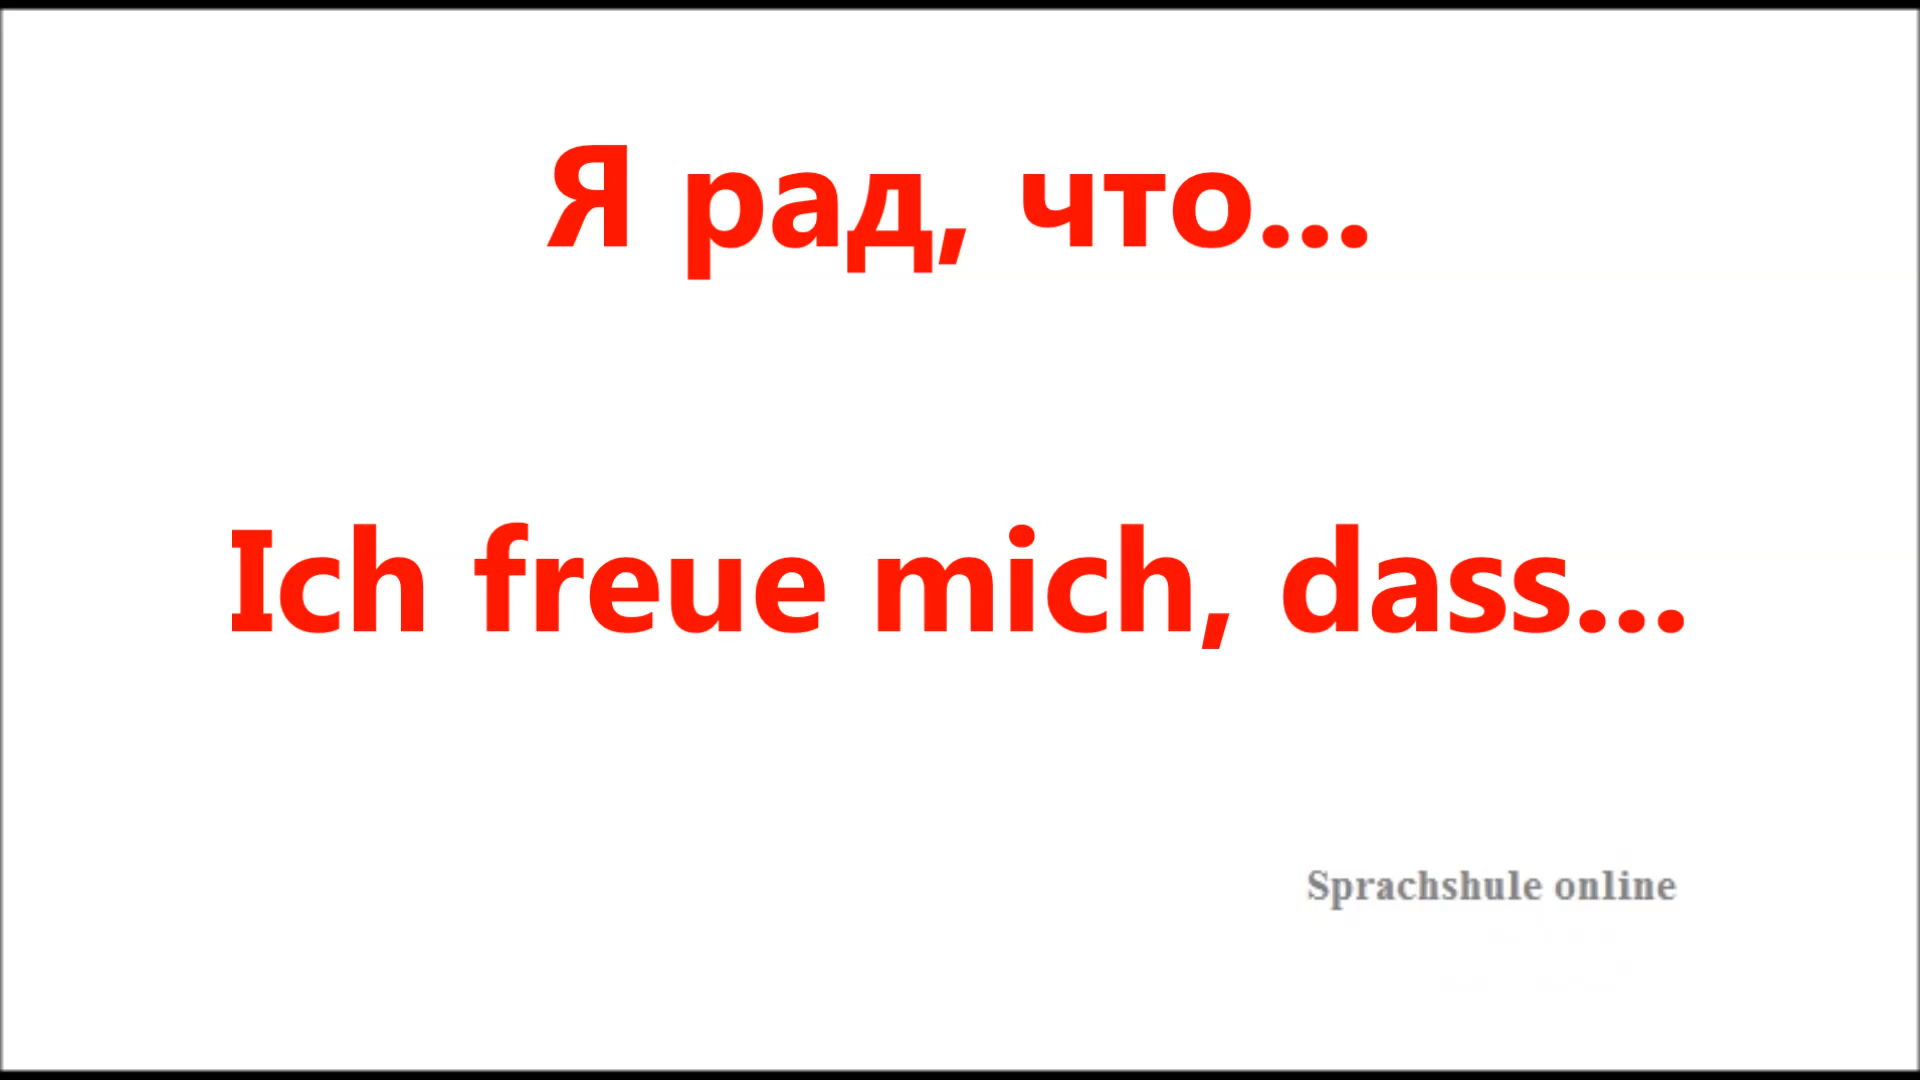 Я рад, что...
Ich freue mich, dass...
Sprachshule online